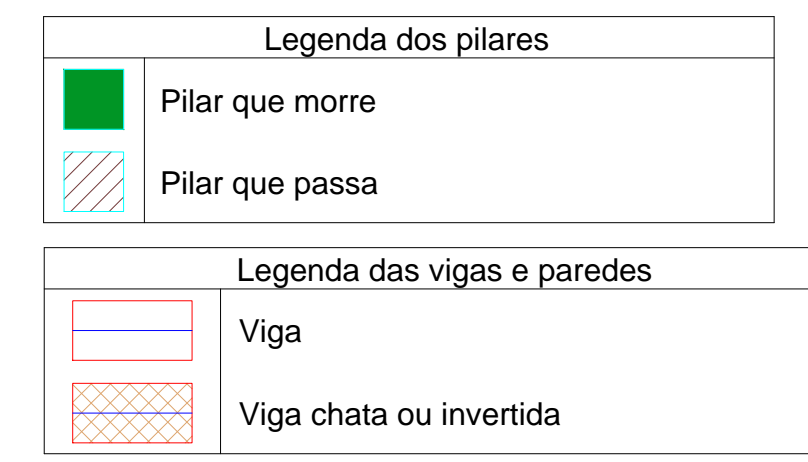 Legenda dos pilares
Pilar que morre
Pilar que passa
Legenda das vigas e paredes
Viga
Viga chata ou invertida